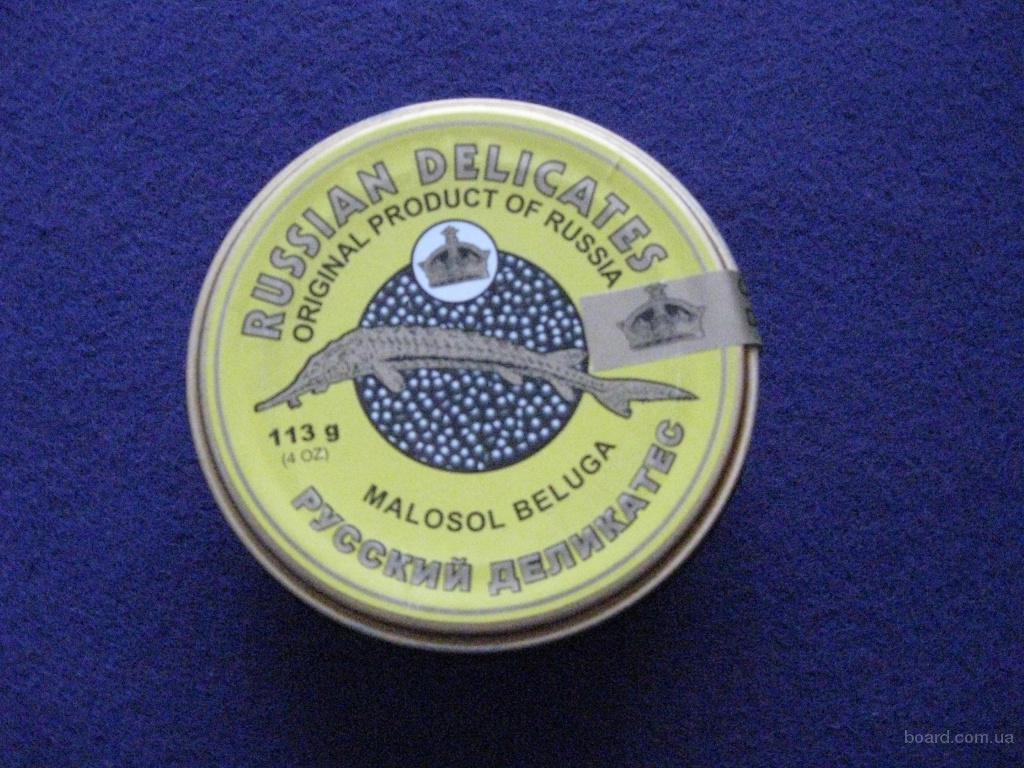 RUSSIAN DELICATES
ORIGINAL PRODUCT OF RUSSIA
113 g
(4 OZ)
MALOSOL BELUGA
РУССКИЙ ДЕЛИКАТЕС
board.com.ua